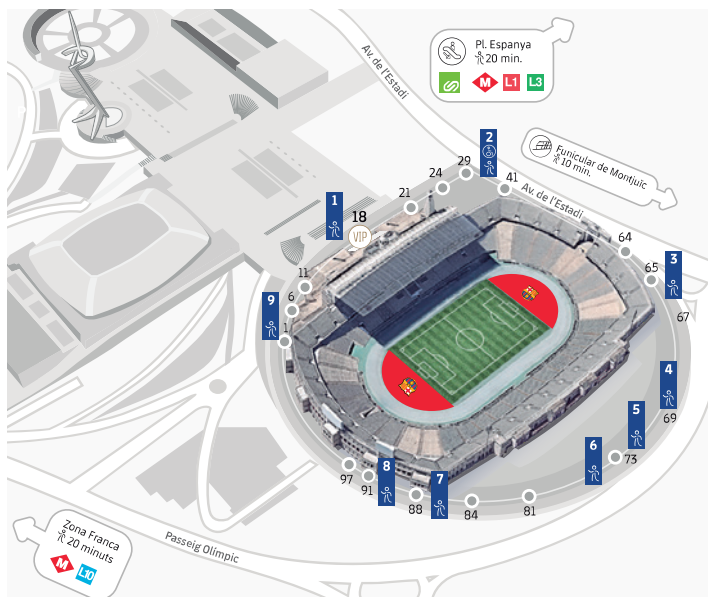 Pl. Espanya
20 min.
M L1 L3
Av. de l'Estadi
Funicular de Montjuïc
10 min.
Av. de l'Estadi
2
29
24
41
21
1
18
VIP
64
3
65
11
67
9
6
1
4
5
69
6
73
97
8
91
7
88
84
81
Passeig Olímpic
Zona Franca
20 minuts
M L10